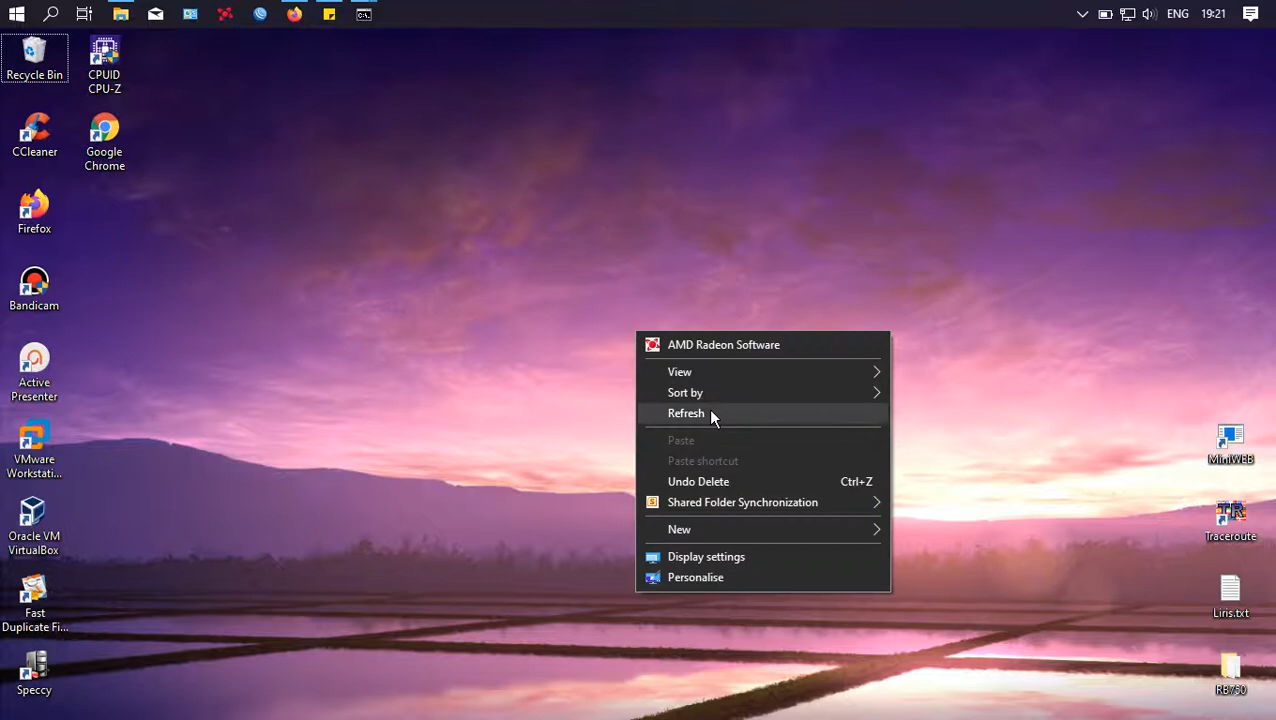 ENG
19:21
Recycle Bin
CPUID
CPU-Z
CCleaner
Google
Chrome
Firefox
Bandicam
Active
Presenter
VMware
Workstati...
Oracle VM
VirtualBox
Fast
Duplicate Fi...
Speccy
AMD Radeon Software
View
Sort by
Refresh
Paste
Paste shortcut
Undo Delete Ctrl+Z
Shared Folder Synchronization
New
Display settings
Personalise
MiniWEB
TR
Traceroute
Liris.txt
RB750